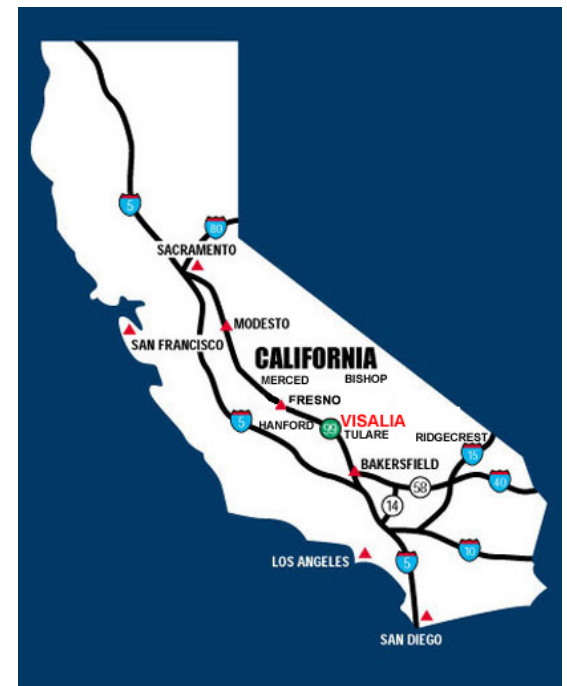 5
80
SACRAMENTO
MODESTO
SAN FRANCISCO
CALIFORNIA
MERCED
BISHOP
FRESNO
5
HANFORD
99
VISALIA
TULARE
RIDGECREST
15
BAKERSFIELD
58
40
14
10
LOS ANGELES
5
SAN DIEGO